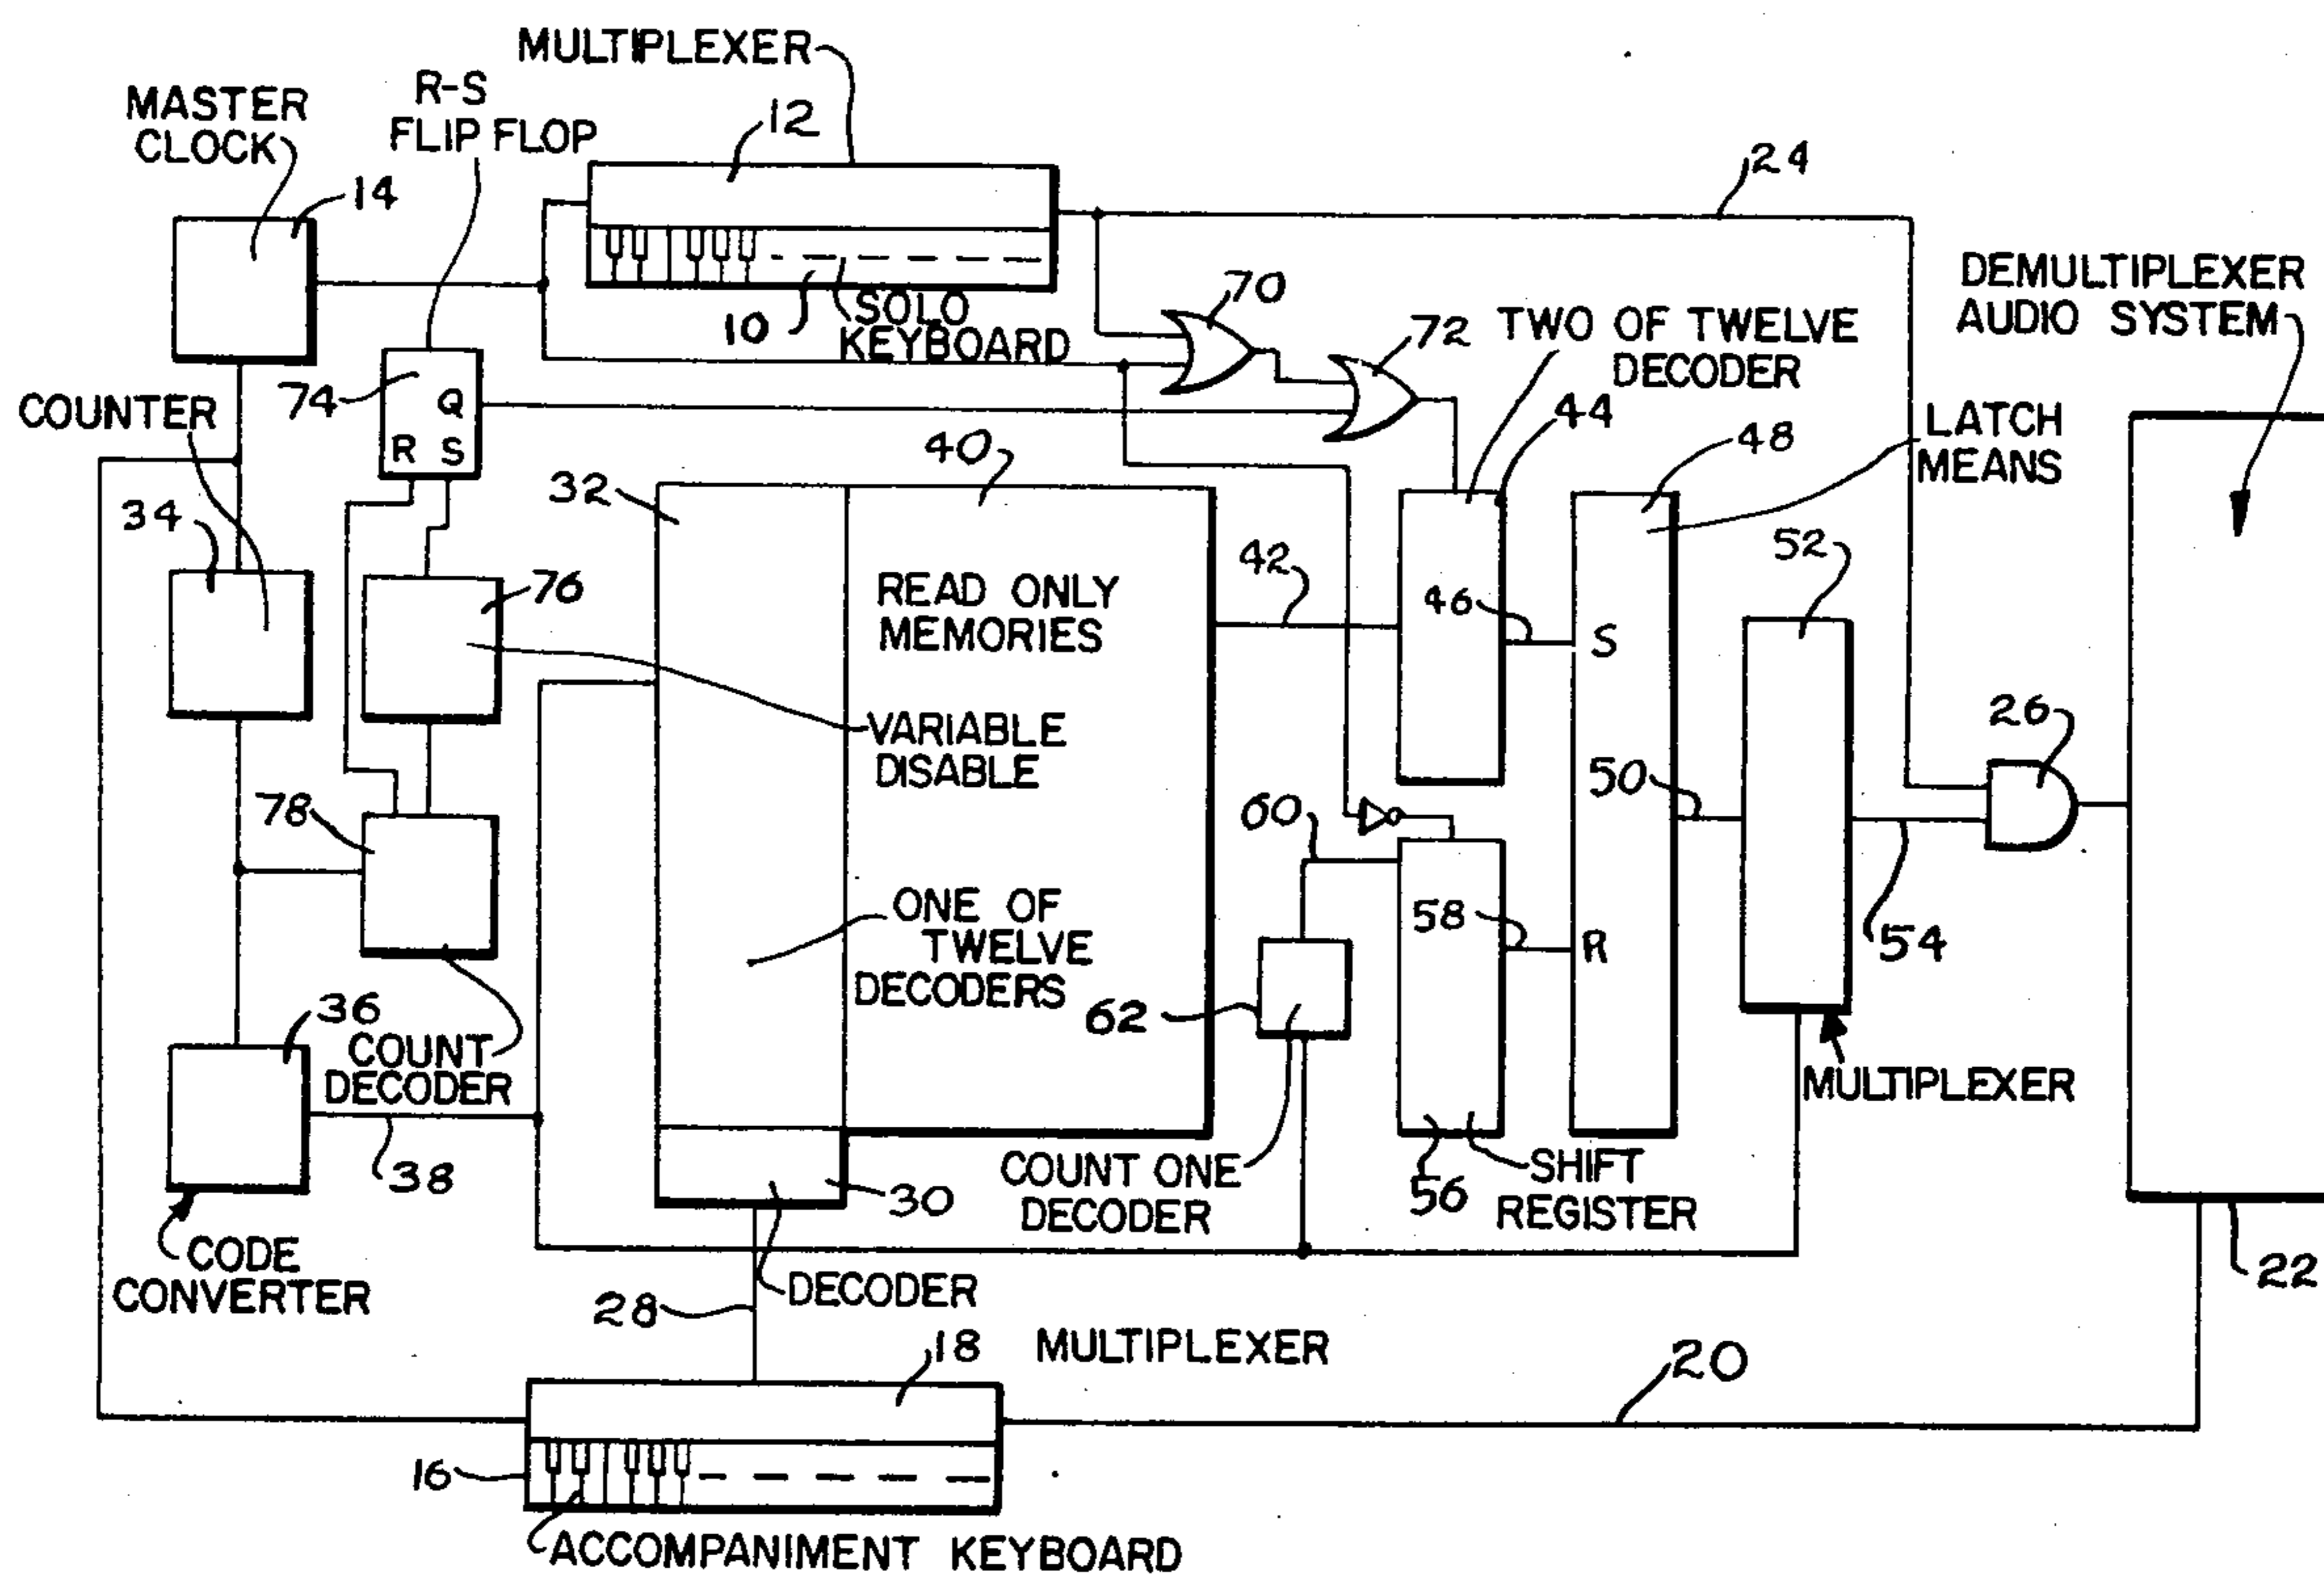 MULTIPLEXER
MASTER
CLOCK
R-S
FLIP FLOP
12
14
24
DEMULTIPLEXER
AUDIO SYSTEM
10
SOLO
KEYBOARD
70
72
TWO OF TWELVE
DECODER
COUNTER
74
Q
R S
40
44
48
LATCH
MEANS
32
34
42
52
76
READ ONLY
MEMORIES
46
S
VARIABLE
DISABLE
26
50
78
60
ONE OF
TWELVE
DECODERS
58
R
54
62
36
COUNT
DECODER
MULTIPLEXER
38
30
COUNT ONE
DECODER
56
SHIFT
REGISTER
CODE
CONVERTER
22
28
DECODER
18
MULTIPLEXER
20
16
ACCOMPANIMENT KEYBOARD